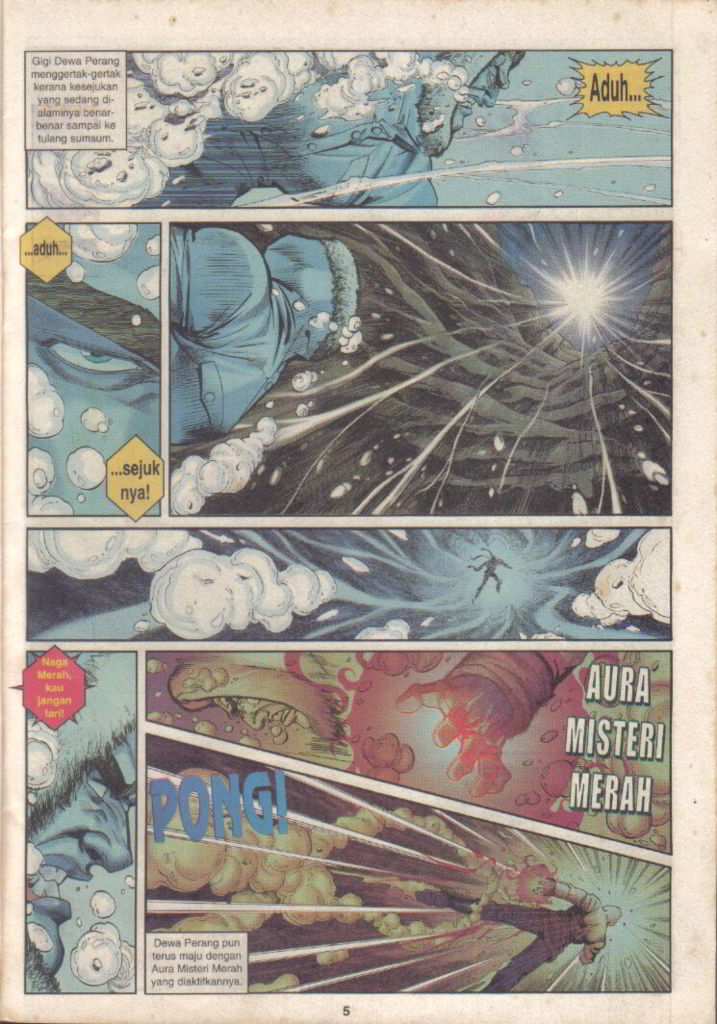 Gigi Dewa Perang
menggertak-gertak
kerana kesejukan
yang sedang di-
alaminya benar-
benar sampai ke
tulang sumsum.
Aduh...
...aduh...
...sejuk
nya!
Naga
Merah,
kau
jangan
lari!
AURA
MISTERI
MERAH
PONG!
Dewa Perang pun
terus maju dengan
Aura Misteri Merah
yang diaktifkannya.
5